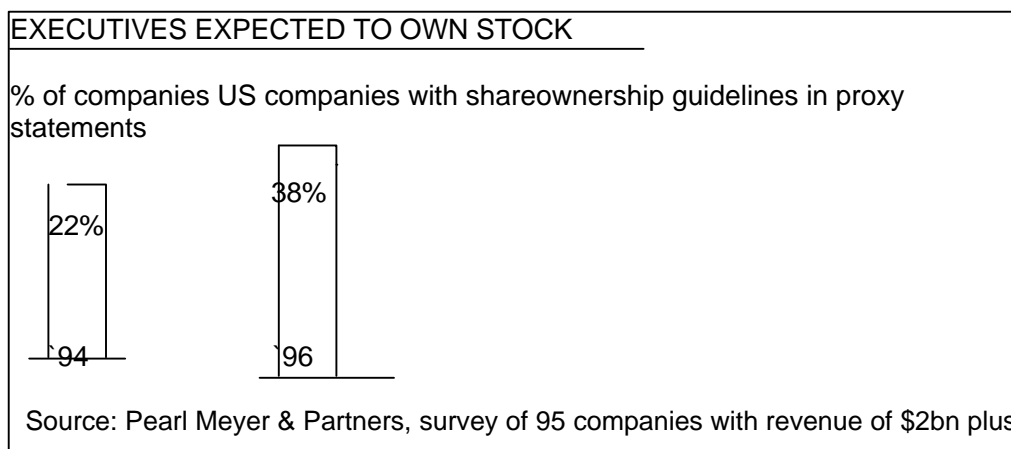 EXECUTIVES EXPECTED TO OWN STOCK
% of companies US companies with shareownership guidelines in proxy
statements
38%
22%
`94
`96
Source: Pearl Meyer & Partners, survey of 95 companies with revenue of $2bn plus